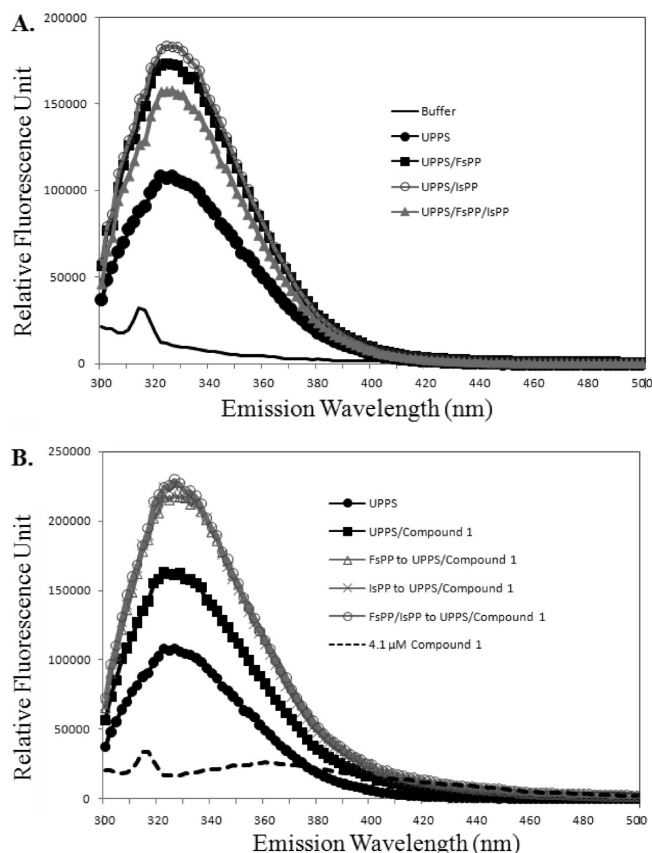 A.
Relative Fluorescence Unit
200000
150000
100000
50000
0
Buffer
UPPS
UPPS/FsPP
UPPS/IsPP
UPPS/FsPP/IsPP
300 320 340 360 380 400 420 440 460 480 500
Emission Wavelength (nm)
B.
Relative Fluorescence Unit
250000
200000
150000
100000
50000
0
UPPS
UPPS/Compound 1
FsPP to UPPS/Compound 1
IsPP to UPPS/Compound 1
FsPP/IsPP to UPPS/Compound 1
4.1 µM Compound 1
300 320 340 360 380 400 420 440 460 480 500
Emission Wavelength (nm)